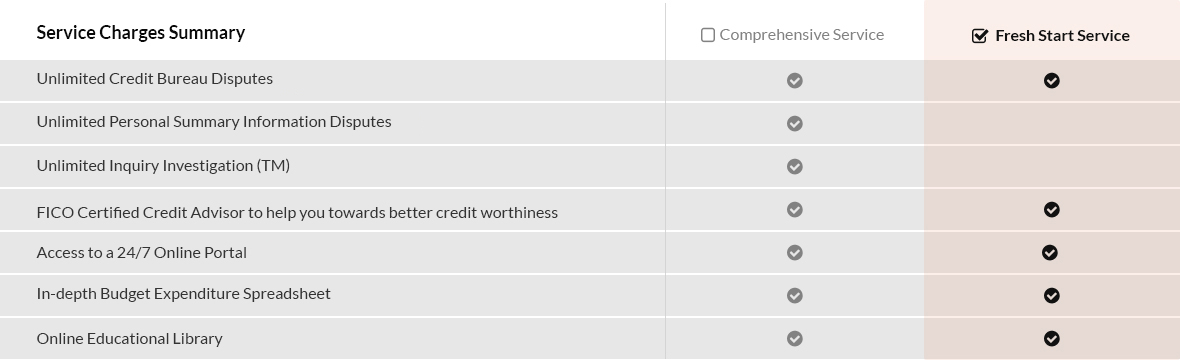 Service Charges Summary
Comprehensive Service
Fresh Start Service
Unlimited Credit Bureau Disputes
Unlimited Personal Summary Information Disputes
Unlimited Inquiry Investigation (TM)
FICO Certified Credit Advisor to help you towards better credit worthiness
Access to a 24/7 Online Portal
In-depth Budget Expenditure Spreadsheet
Online Educational Library